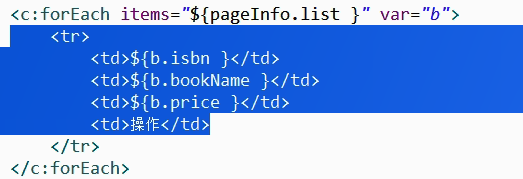 <c:forEach items="${pageInfo.list }" var="b">
<tr>
<td>${b.isbn }</td>
<td>${b.bookName }</td>
<td>${b.price }</td>
<td>操作</td>
</tr>
</c:forEach>